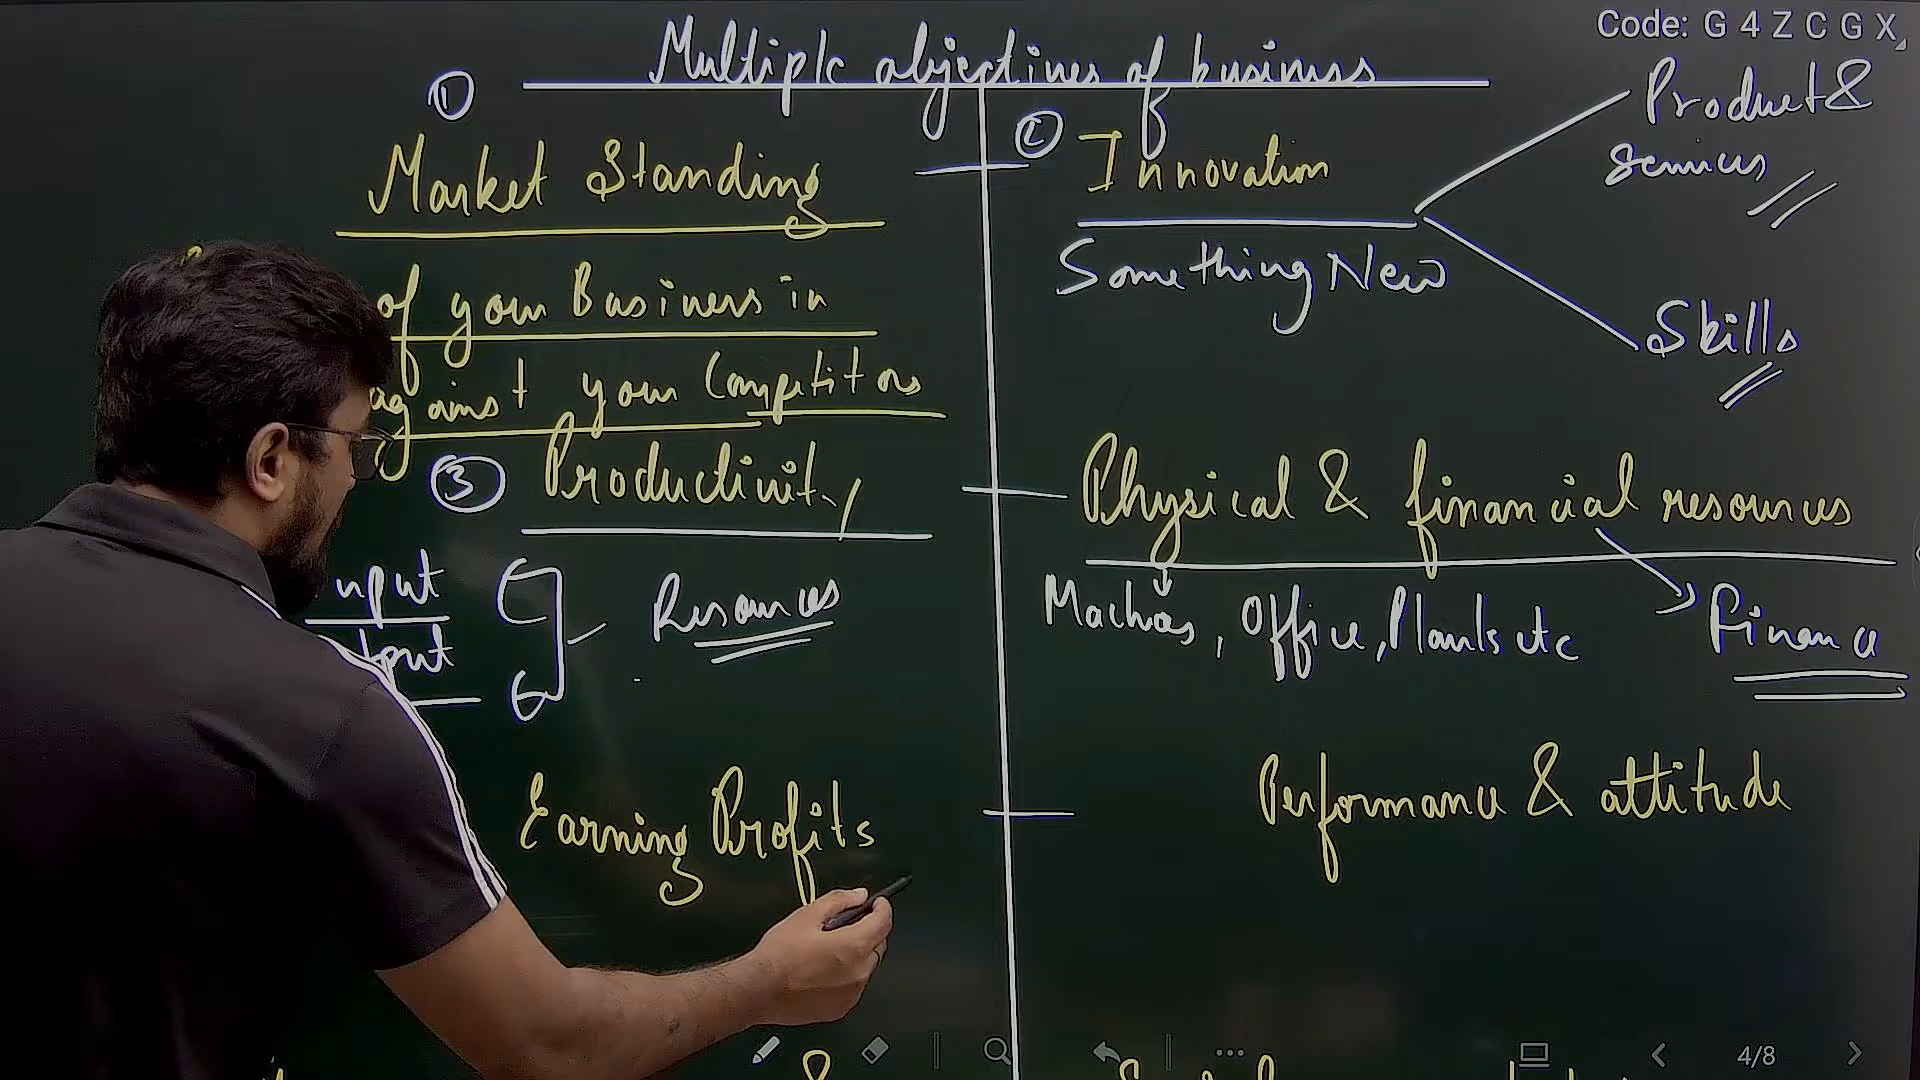 Code: G 4 Z C G X
Multiple objectives of business
①
Market Standing
of your Business in
against your Competitors
② Innovation
Something New
Product &
services
Skills
③ Productivity
Input
Output
Resources
Physical & financial resources
Machines, Office, Plants etc
Finance
Earning Profits
Performance & attitude
4/8